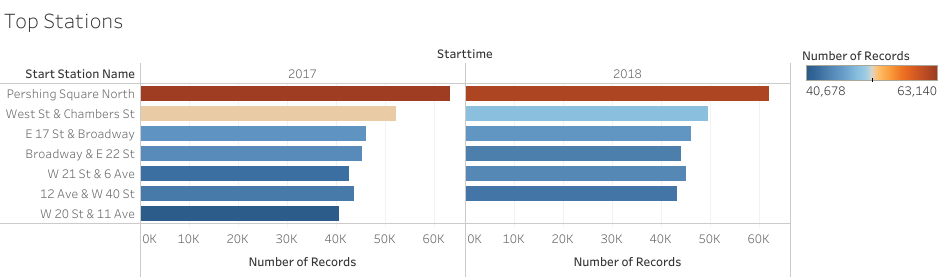 Top Stations
Starttime
Number of Records
Start Station Name 2017 2018
40,678 63,140
Pershing Square North
West St & Chambers St
E 17 St & Broadway
Broadway & E 22 St
W 21 St & 6 Ave
12 Ave & W 40 St
W 20 St & 11 Ave
0K 10K 20K 30K 40K 50K 60K 0K 10K 20K 30K 40K 50K 60K
Number of Records Number of Records